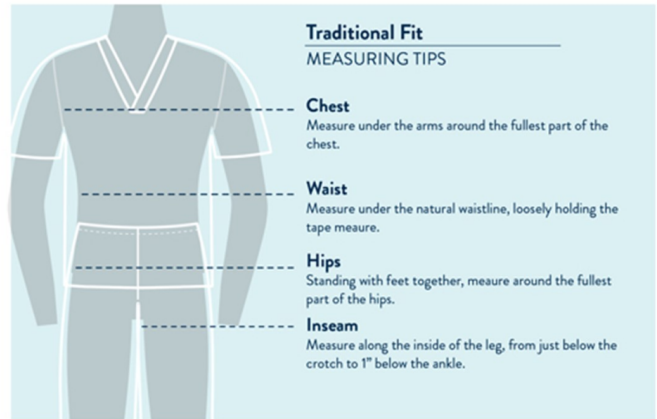 Traditional Fit
MEASURING TIPS
Chest
Measure under the arms around the fullest part of the
chest.
Waist
Measure under the natural waistline, loosely holding the
tape meaure.
Hips
Standing with feet together, meaure around the fullest
part of the hips.
Inseam
Measure along the inside of the leg, from just below the
crotch to 1” below the ankle.